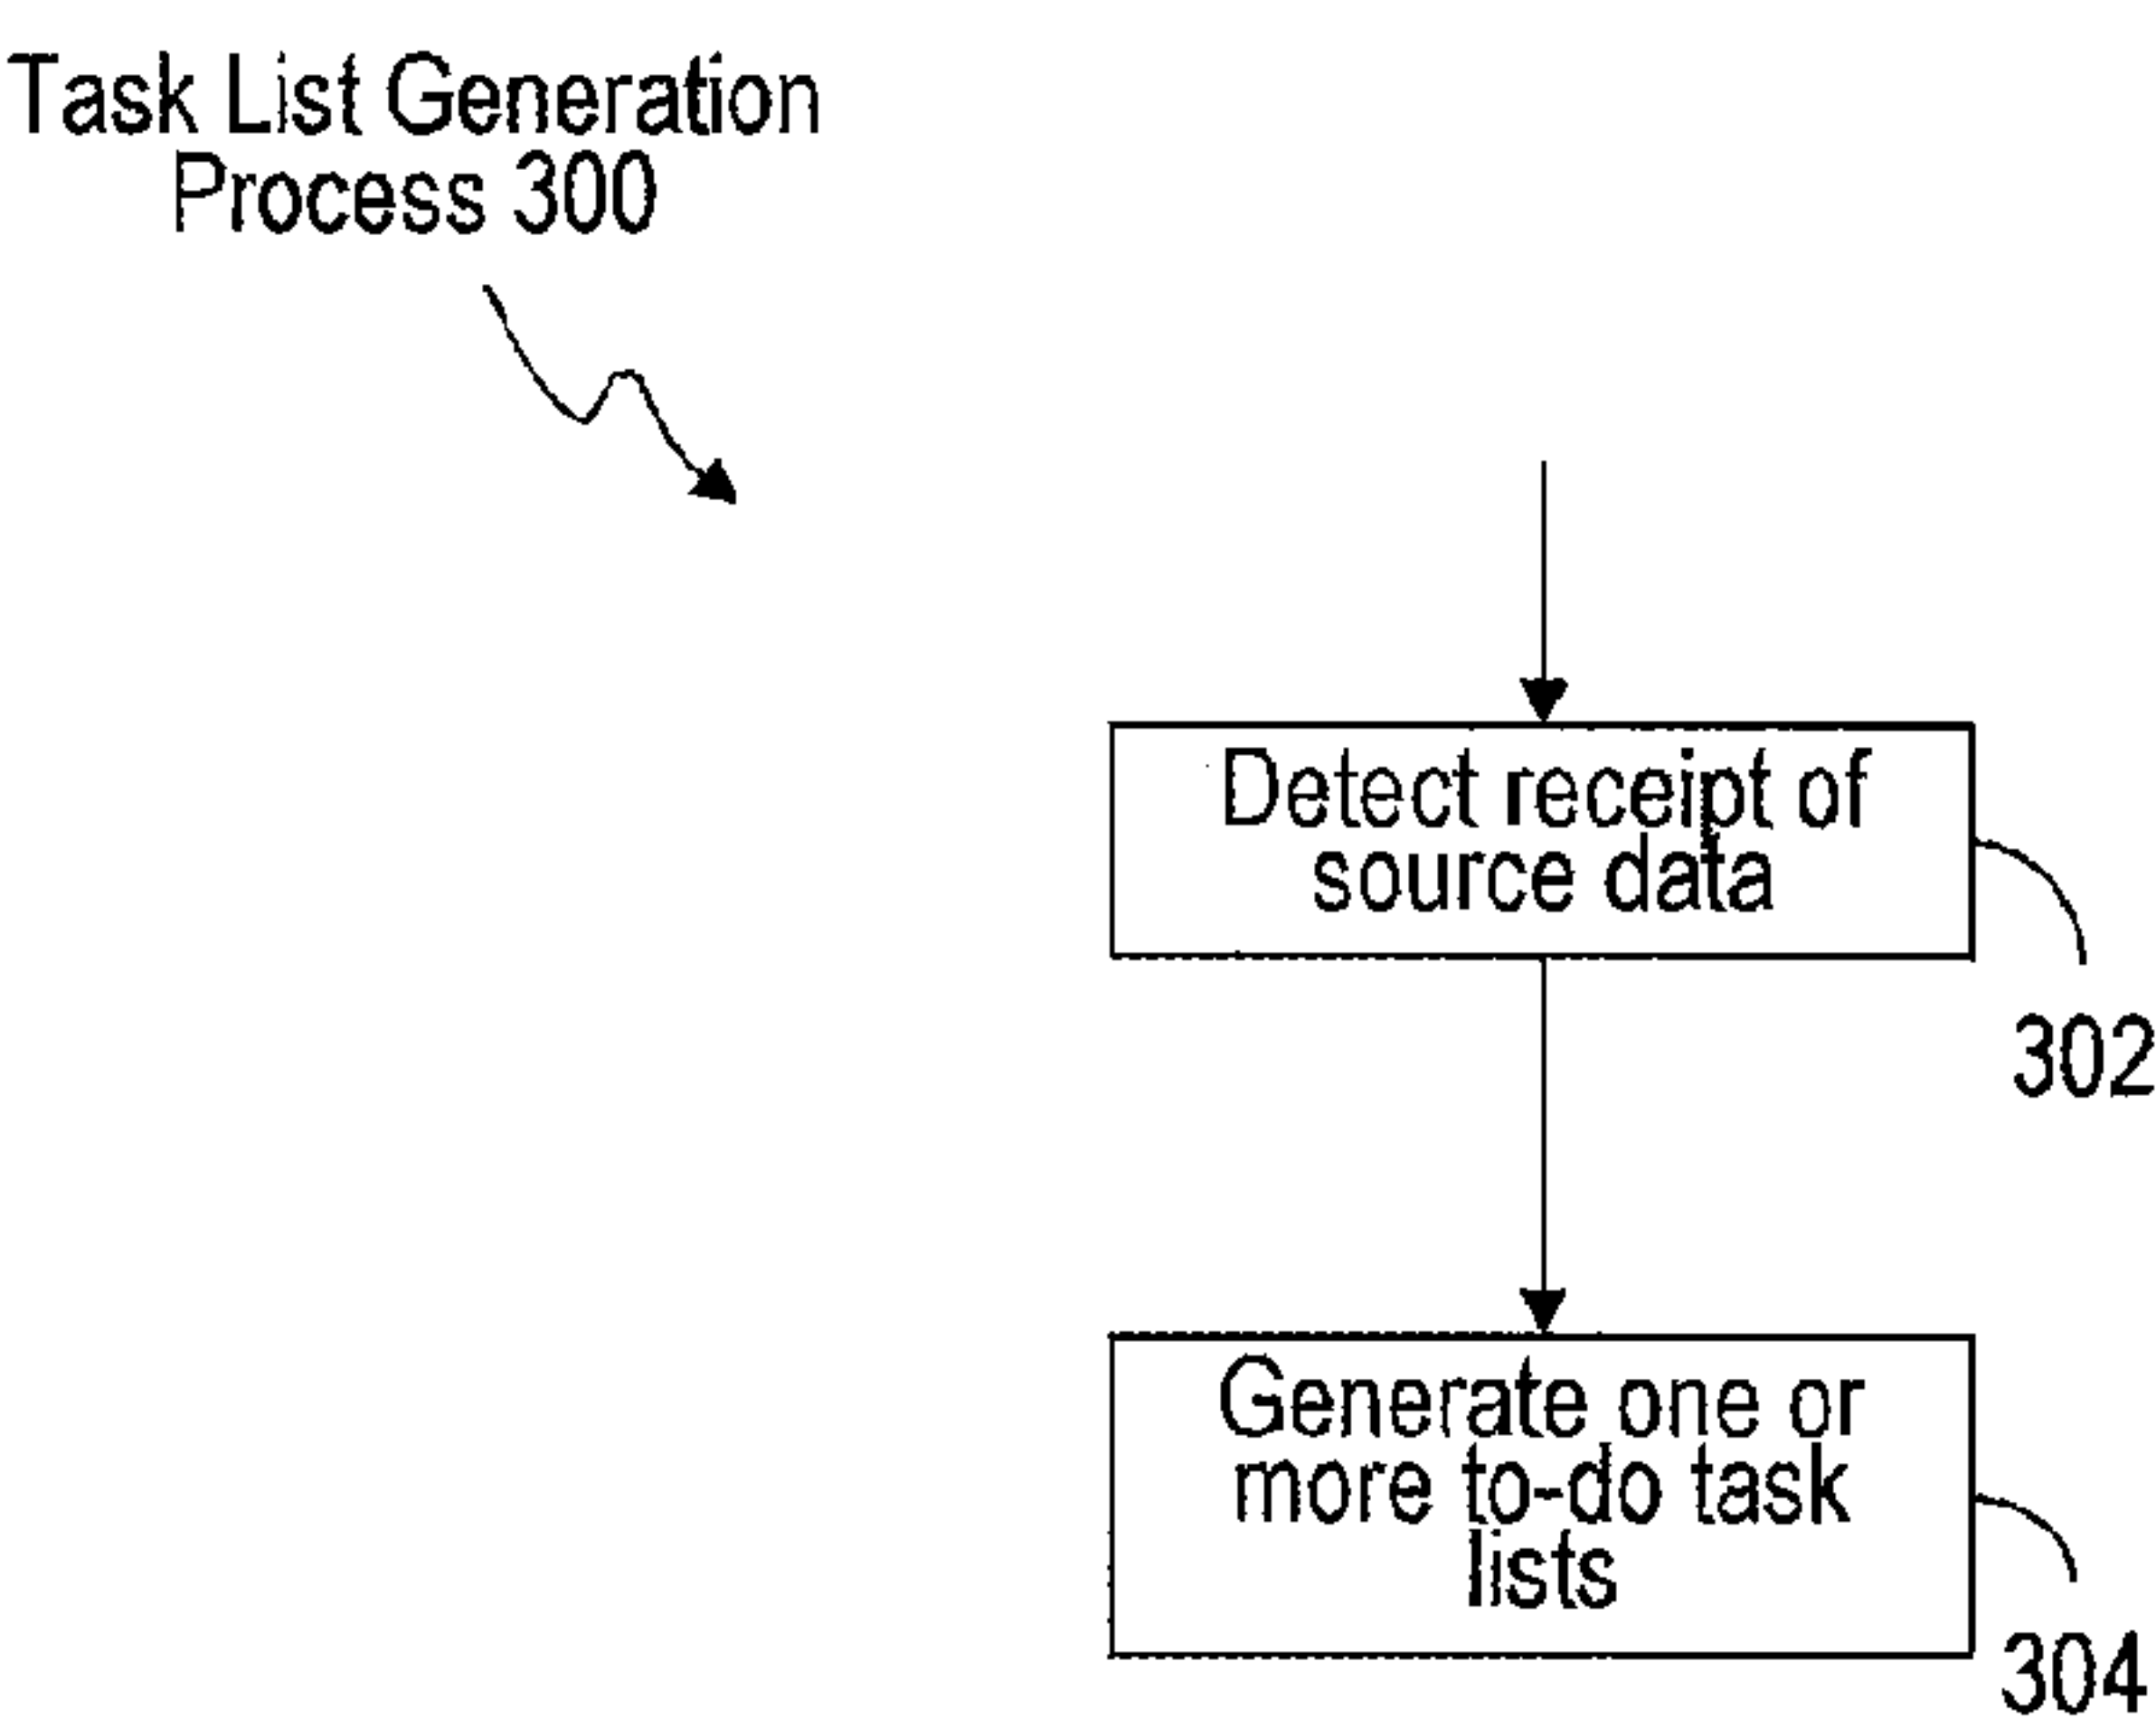 Task List Generation
Process 300
Detect receipt of
source data
302
Generate one or
more to-do task
lists
304